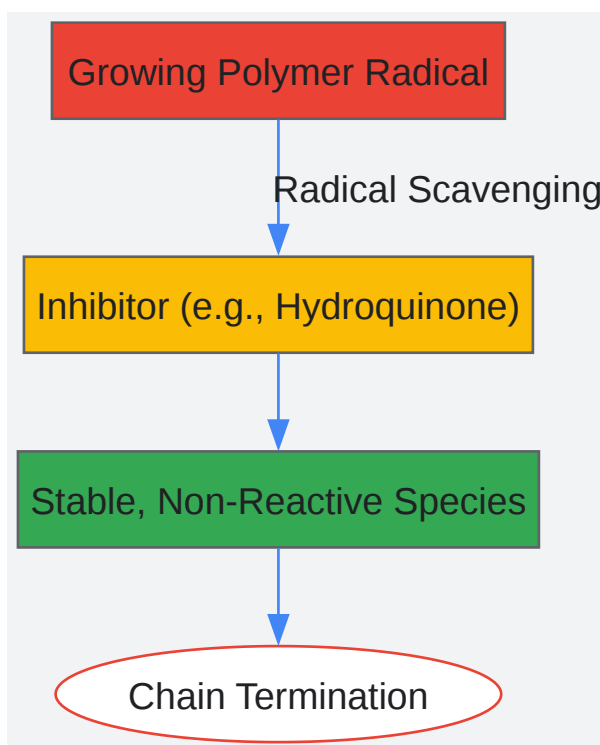 Growing Polymer Radical
Radical Scavenging
Inhibitor (e.g., Hydroquinone)
Stable, Non-Reactive Species
Chain Termination